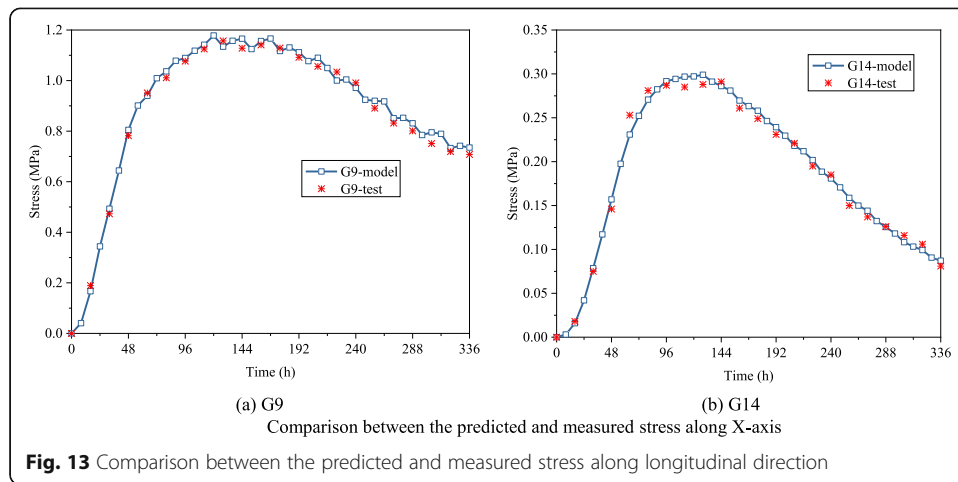 1.2
1.0
0.8
0.6
0.4
0.2
0.0
Stress (MPa)
G9-model
G9-test
0 48 96 144 192 240 288 336
Time (h)
(a) G9
0.35
0.30
0.25
0.20
0.15
0.10
0.05
0.00
Stress (MPa)
G14-model
G14-test
0 48 96 144 192 240 288 336
Time (h)
(b) G14
Comparison between the predicted and measured stress along X-axis
Fig. 13 Comparison between the predicted and measured stress along longitudinal direction